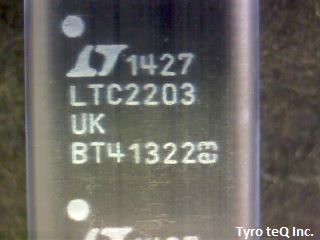 1427
LTC2203
UK
BT41322
Tyro teQ Inc.